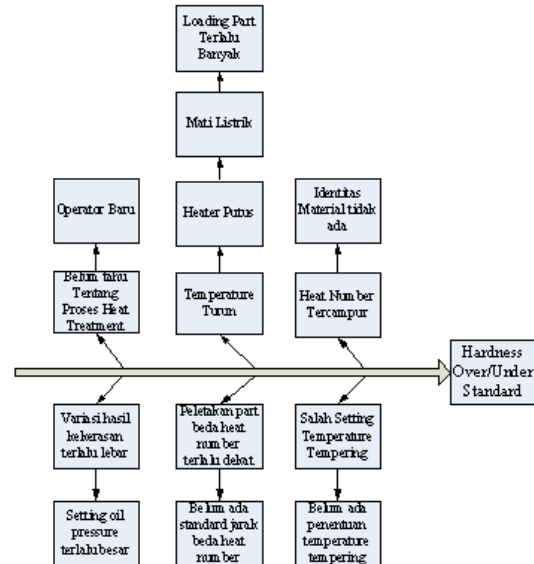 Loading Part
Terlalu
Banyak
Mati Listrik
Operator Baru
Heater Putus
Identitas
Material tidak
ada
Belum tahu
Tentang
Proses Heat
Treatment
Temperature
Turun
Heat Number
Tercampur
Hardness
Over/Under
Standard
Variasi hasil
kekerasan
terlalu lebar
Peletakan part
beda heat
number
terlalu dekat
Salah Setting
Temperature
Tempering
Setting oil
pressure
terlalu besar
Belum ada
standard jarak
beda heat
number
Belum ada
penentuan
temperature
tempering